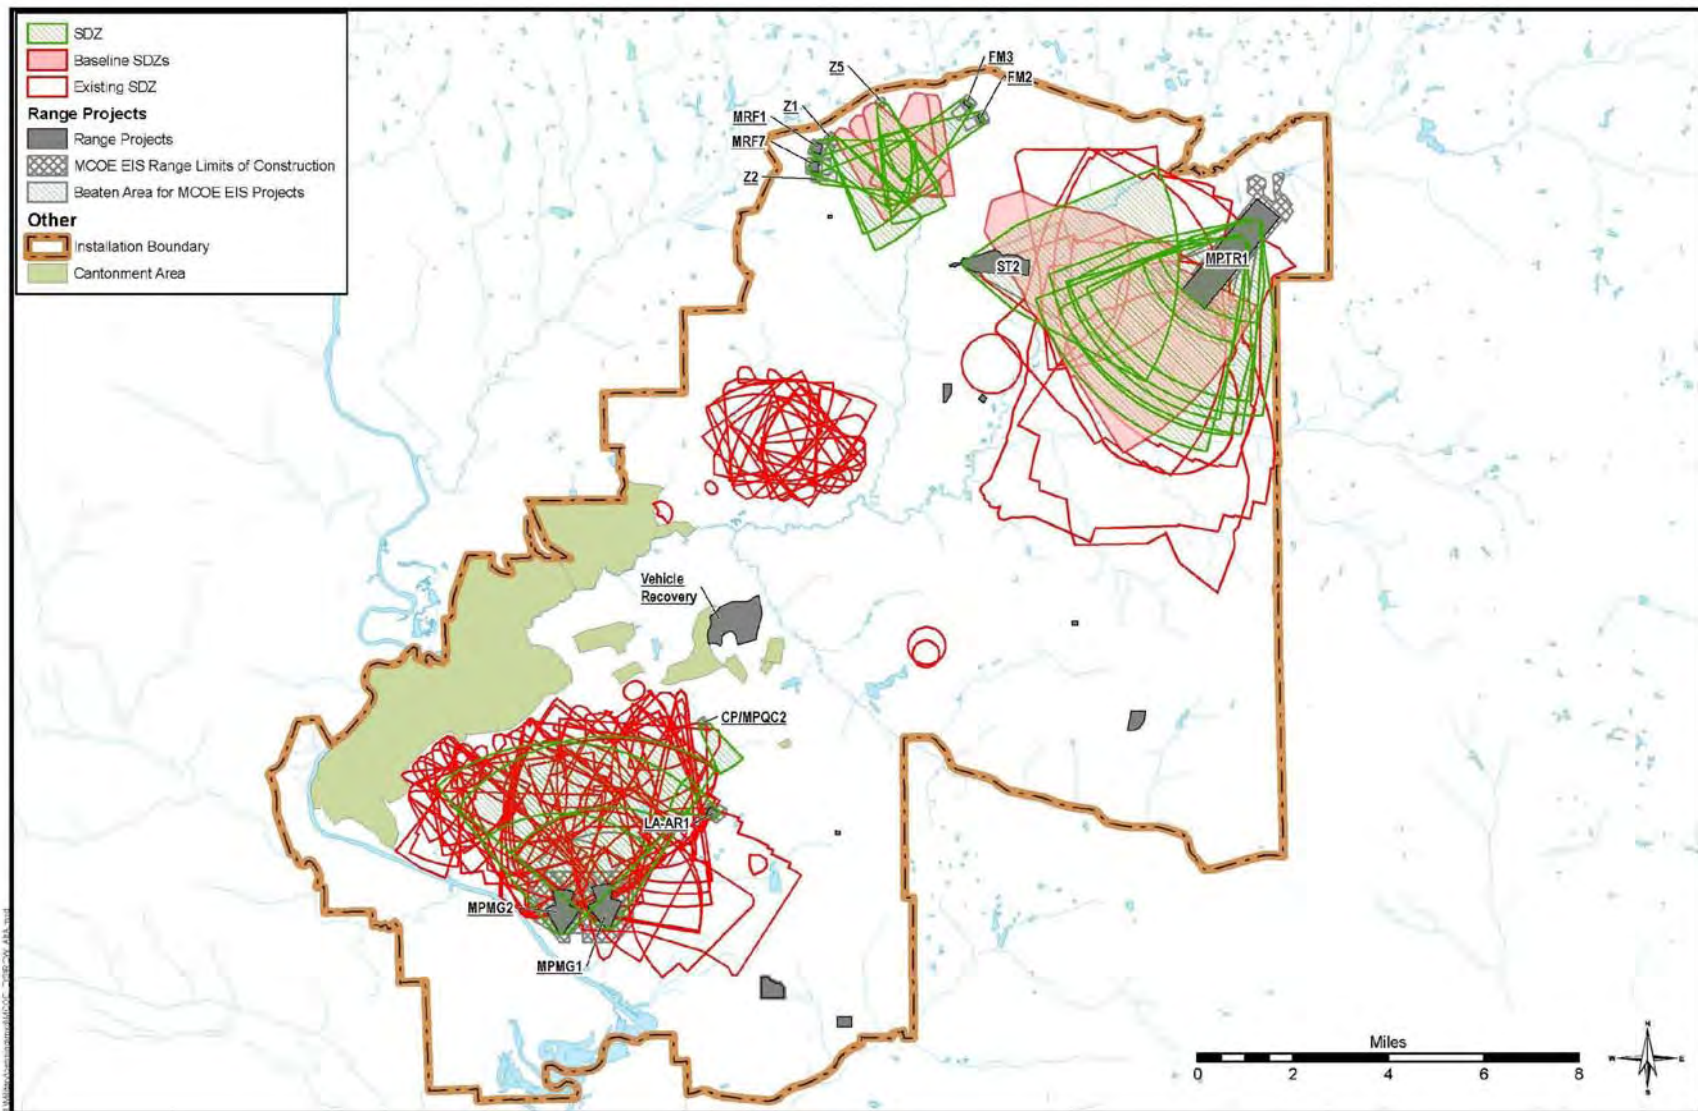 SDZ
Baseline SDZs
Existing SDZ
Range Projects
Range Projects
MCOE EIS Range Limits of Construction
Beaten Area for MCOE EIS Projects
Other
Installation Boundary
Cantonment Area
FM3
Z5
FM2
Z1
MRF1
MRF7
Z2
MPTR1
ST2
Vehicle
Recovery
CP/MPQC2
LA-AR1
MPMG2
MPMG1
Miles
0 2 4 6 8
N
W E
S